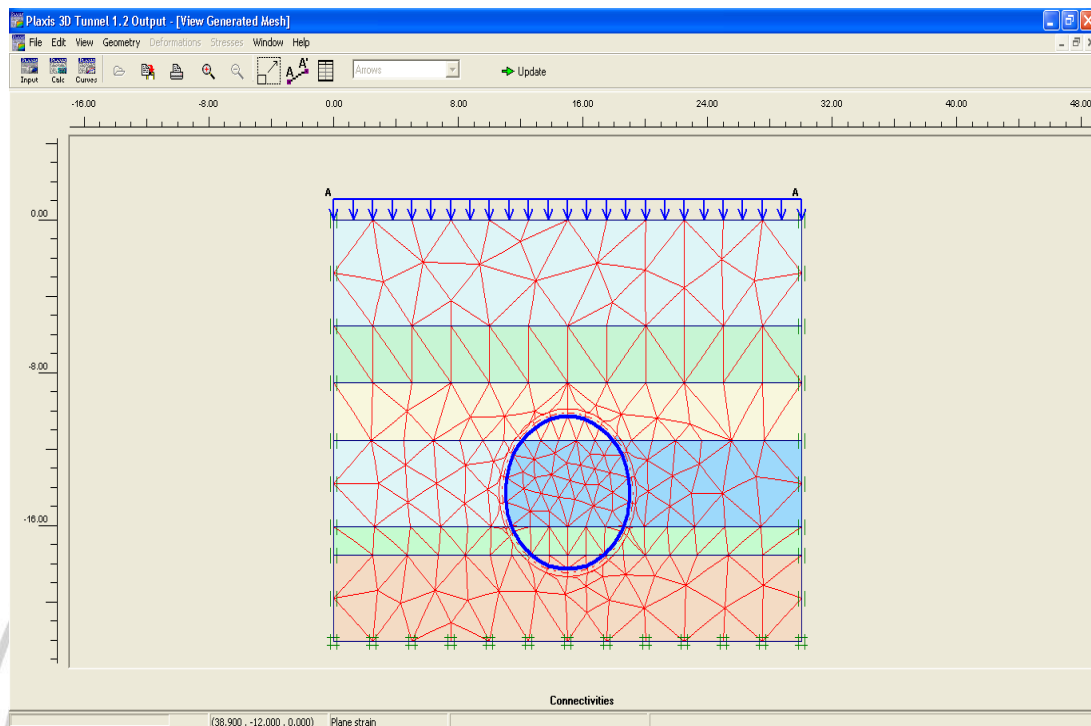 Plaxis 3D Tunnel 1.2 Output - [View Generated Mesh]
File Edit View Geometry Deformations Stresses Window Help
Input Calc Curves A A' Arrows Update
-16.00 -8.00 0.00 8.00 16.00 24.00 32.00 40.00 48.00
A A
0.00
-8.00
-16.00
Connectivities
(38.900 , -12.000 , 0.000) Plane strain